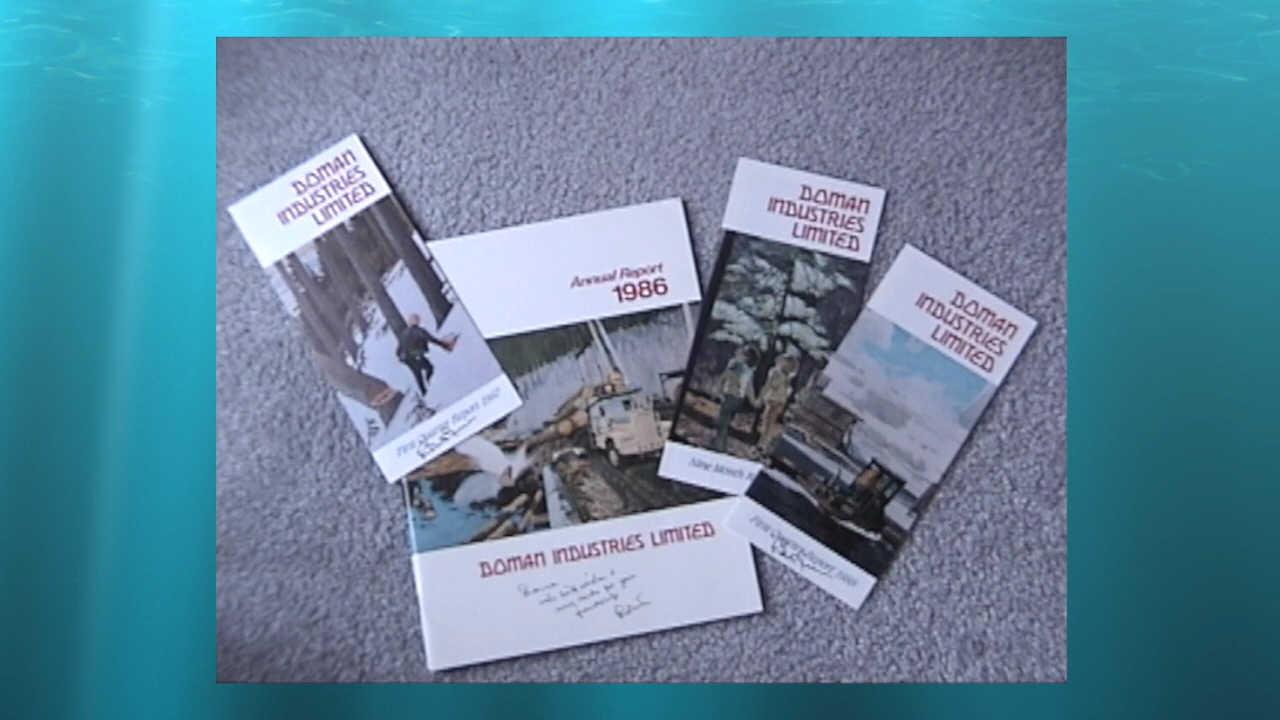 DOMAN
INDUSTRIES
LIMITED
First Quarter Report 1987
Annual Report
1986
DOMAN INDUSTRIES LIMITED
DOMAN
INDUSTRIES
LIMITED
Nine Month
DOMAN
INDUSTRIES
LIMITED
First Quarter Report 1988